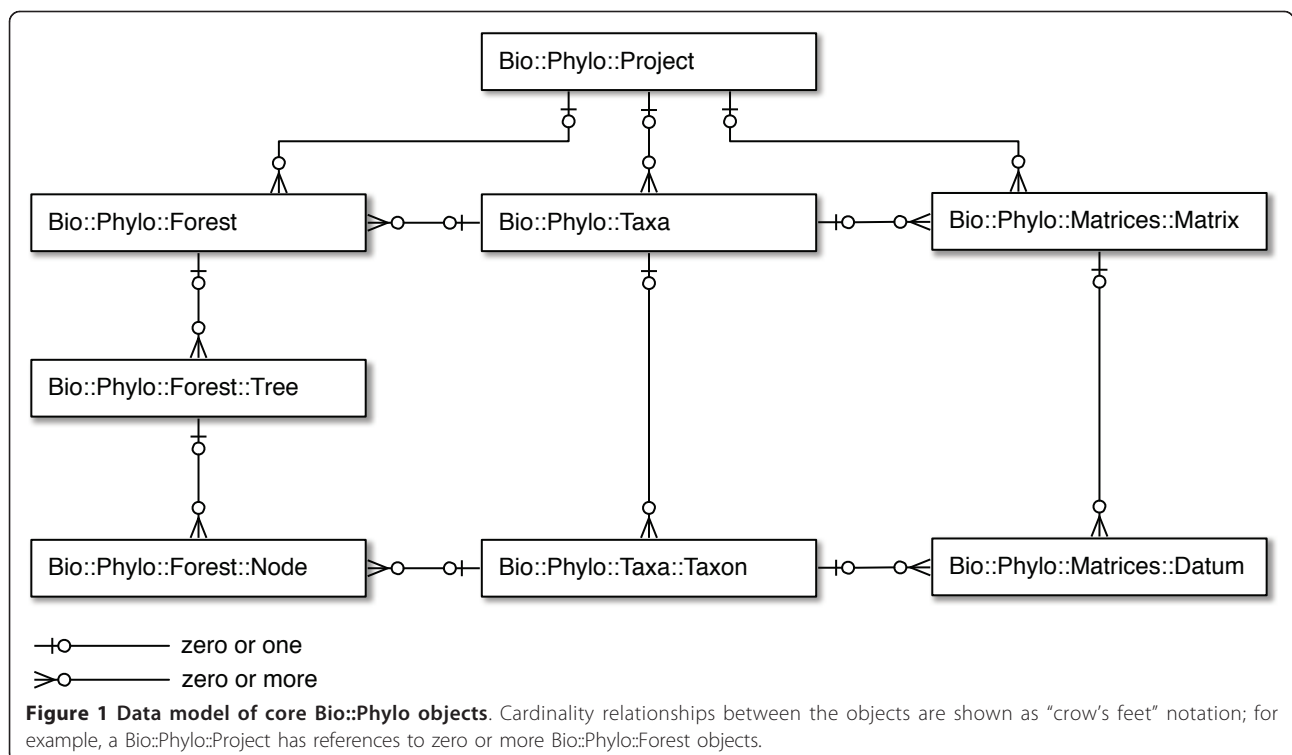 Bio::Phylo::Project
Bio::Phylo::Forest
Bio::Phylo::Taxa
Bio::Phylo::Matrices::Matrix
Bio::Phylo::Forest::Tree
Bio::Phylo::Forest::Node
Bio::Phylo::Taxa::Taxon
Bio::Phylo::Matrices::Datum
zero or one
zero or more
Figure 1 Data model of core Bio::Phylo objects. Cardinality relationships between the objects are shown as “crow’s feet” notation; for
example, a Bio::Phylo::Project has references to zero or more Bio::Phylo::Forest objects.